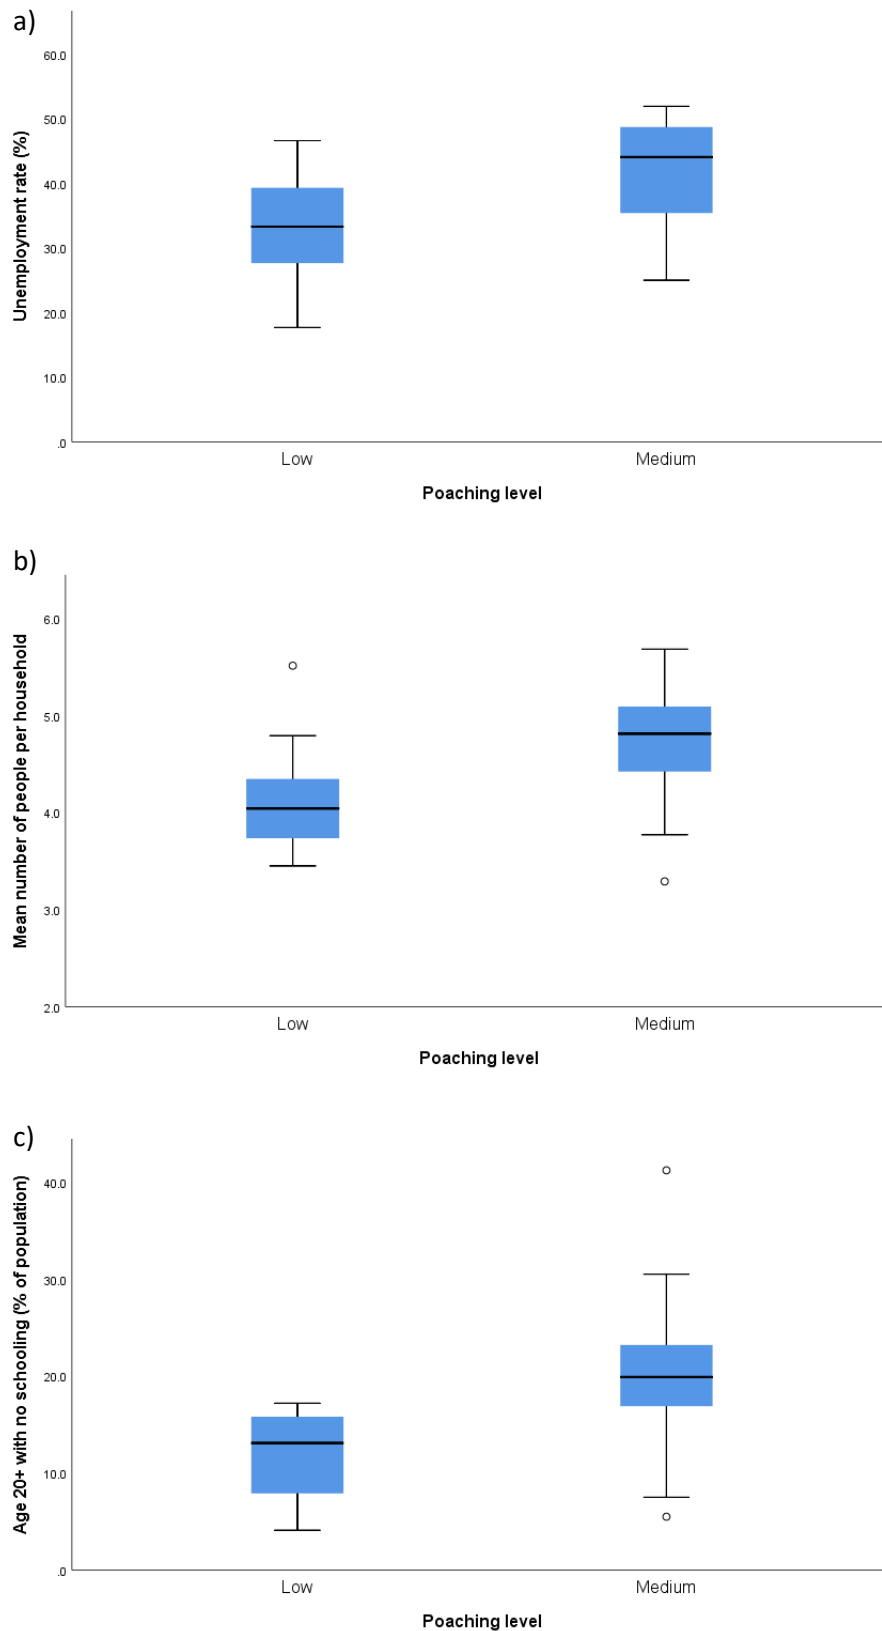 a)
Unemployment rate (%)
60.0
50.0
40.0
30.0
20.0
10.0
.0
Low
Medium
Poaching level
b)
Mean number of people per household
6.0
5.0
4.0
3.0
2.0
Low
Medium
Poaching level
c)
Age 20+ with no schooling (% of population)
40.0
30.0
20.0
10.0
.0
Low
Medium
Poaching level